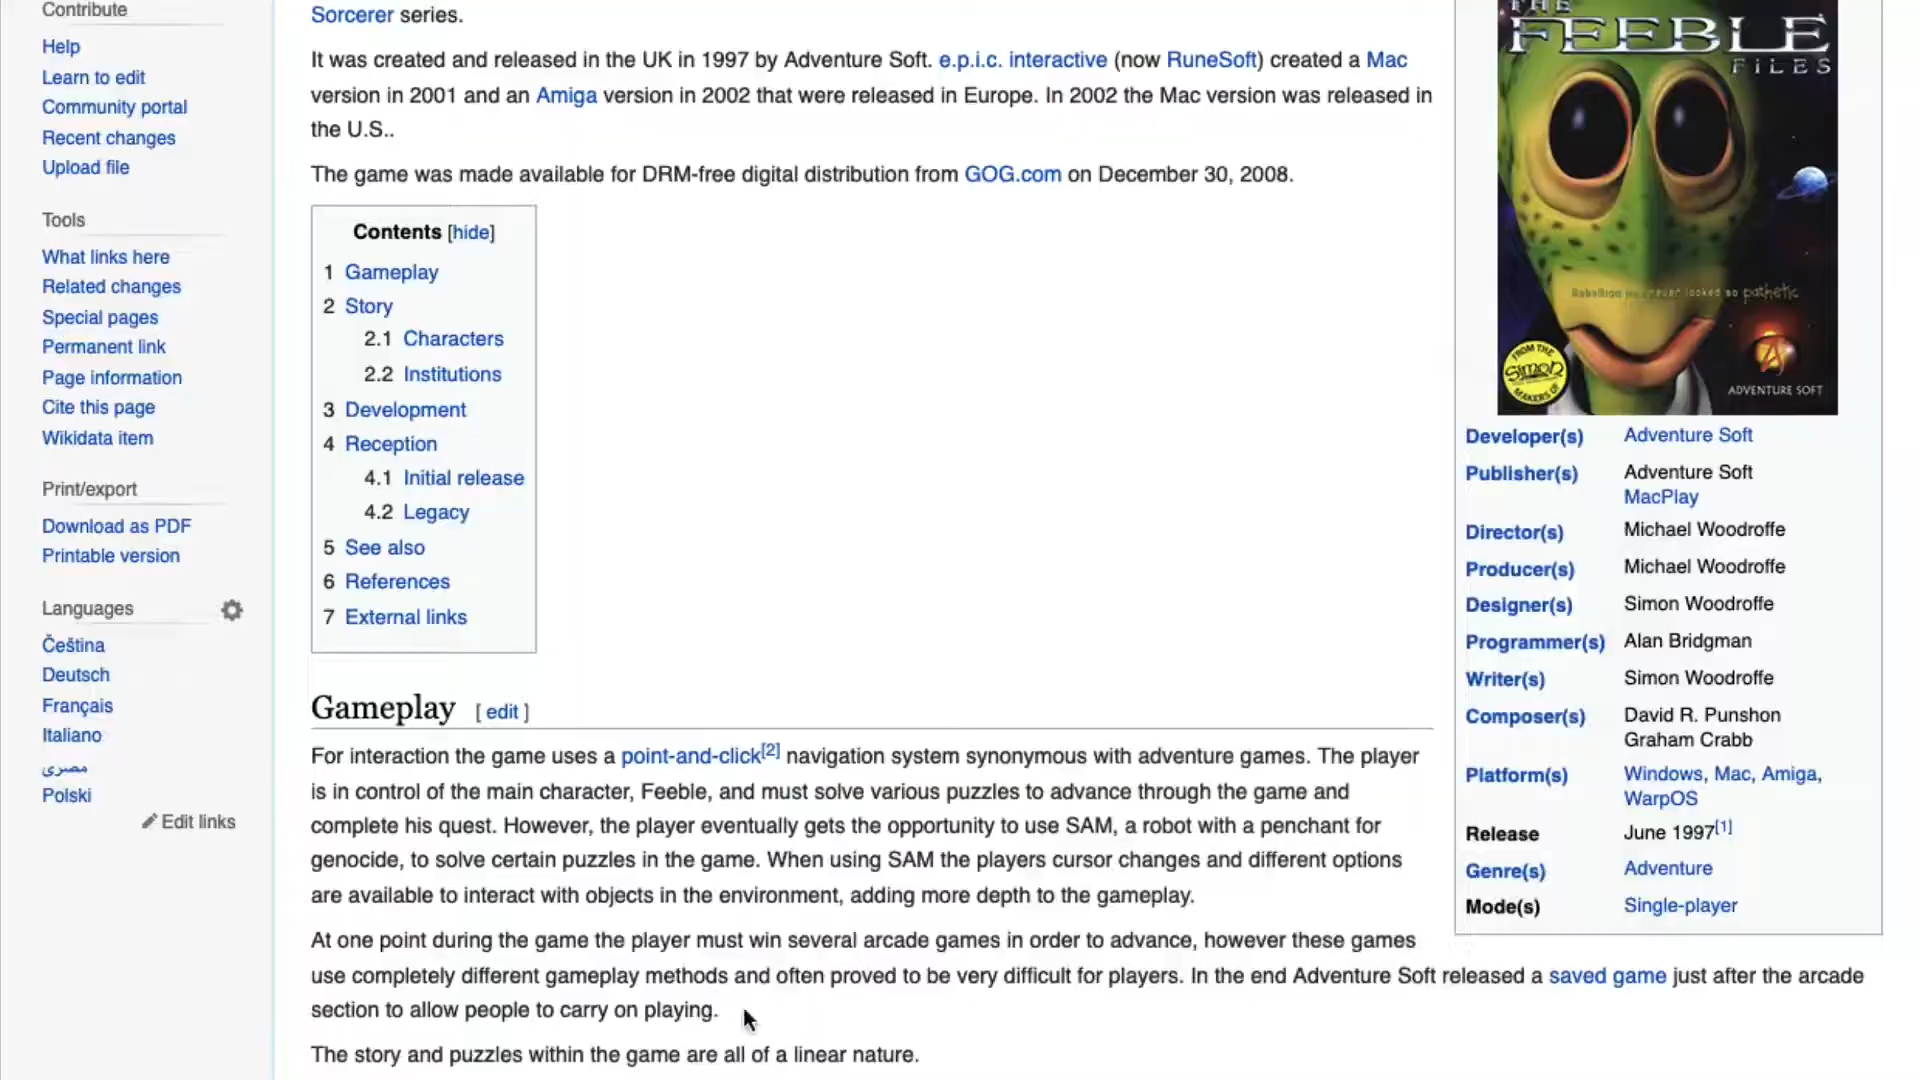 Contribute
Help
Learn to edit
Community portal
Recent changes
Upload file
Tools
What links here
Related changes
Special pages
Permanent link
Page information
Cite this page
Wikidata item
Print/export
Download as PDF
Printable version
Languages
Čeština
Deutsch
Français
Italiano
مصرى
Polski
Edit links
Sorcerer series.
It was created and released in the UK in 1997 by Adventure Soft. e.p.i.c. interactive (now RuneSoft) created a Mac
version in 2001 and an Amiga version in 2002 that were released in Europe. In 2002 the Mac version was released in
the U.S..
The game was made available for DRM-free digital distribution from GOG.com on December 30, 2008.
Contents [hide]
1 Gameplay
2 Story
2.1 Characters
2.2 Institutions
3 Development
4 Reception
4.1 Initial release
4.2 Legacy
5 See also
6 References
7 External links
Gameplay [ edit ]
For interaction the game uses a point-and-click[2] navigation system synonymous with adventure games. The player
is in control of the main character, Feeble, and must solve various puzzles to advance through the game and
complete his quest. However, the player eventually gets the opportunity to use SAM, a robot with a penchant for
genocide, to solve certain puzzles in the game. When using SAM the players cursor changes and different options
are available to interact with objects in the environment, adding more depth to the gameplay.
At one point during the game the player must win several arcade games in order to advance, however these games
use completely different gameplay methods and often proved to be very difficult for players. In the end Adventure Soft released a saved game just after the arcade
section to allow people to carry on playing.
The story and puzzles within the game are all of a linear nature.
THE
FEEBLE
FILES
Rebellion has never looked so pathetic
FROM THE
Simon
MAKERS OF
ADVENTURE SOFT
Developer(s) Adventure Soft
Publisher(s) Adventure Soft
MacPlay
Director(s) Michael Woodroffe
Producer(s) Michael Woodroffe
Designer(s) Simon Woodroffe
Programmer(s) Alan Bridgman
Writer(s) Simon Woodroffe
Composer(s) David R. Punshon
Graham Crabb
Platform(s) Windows, Mac, Amiga,
WarpOS
Release June 1997[1]
Genre(s) Adventure
Mode(s) Single-player